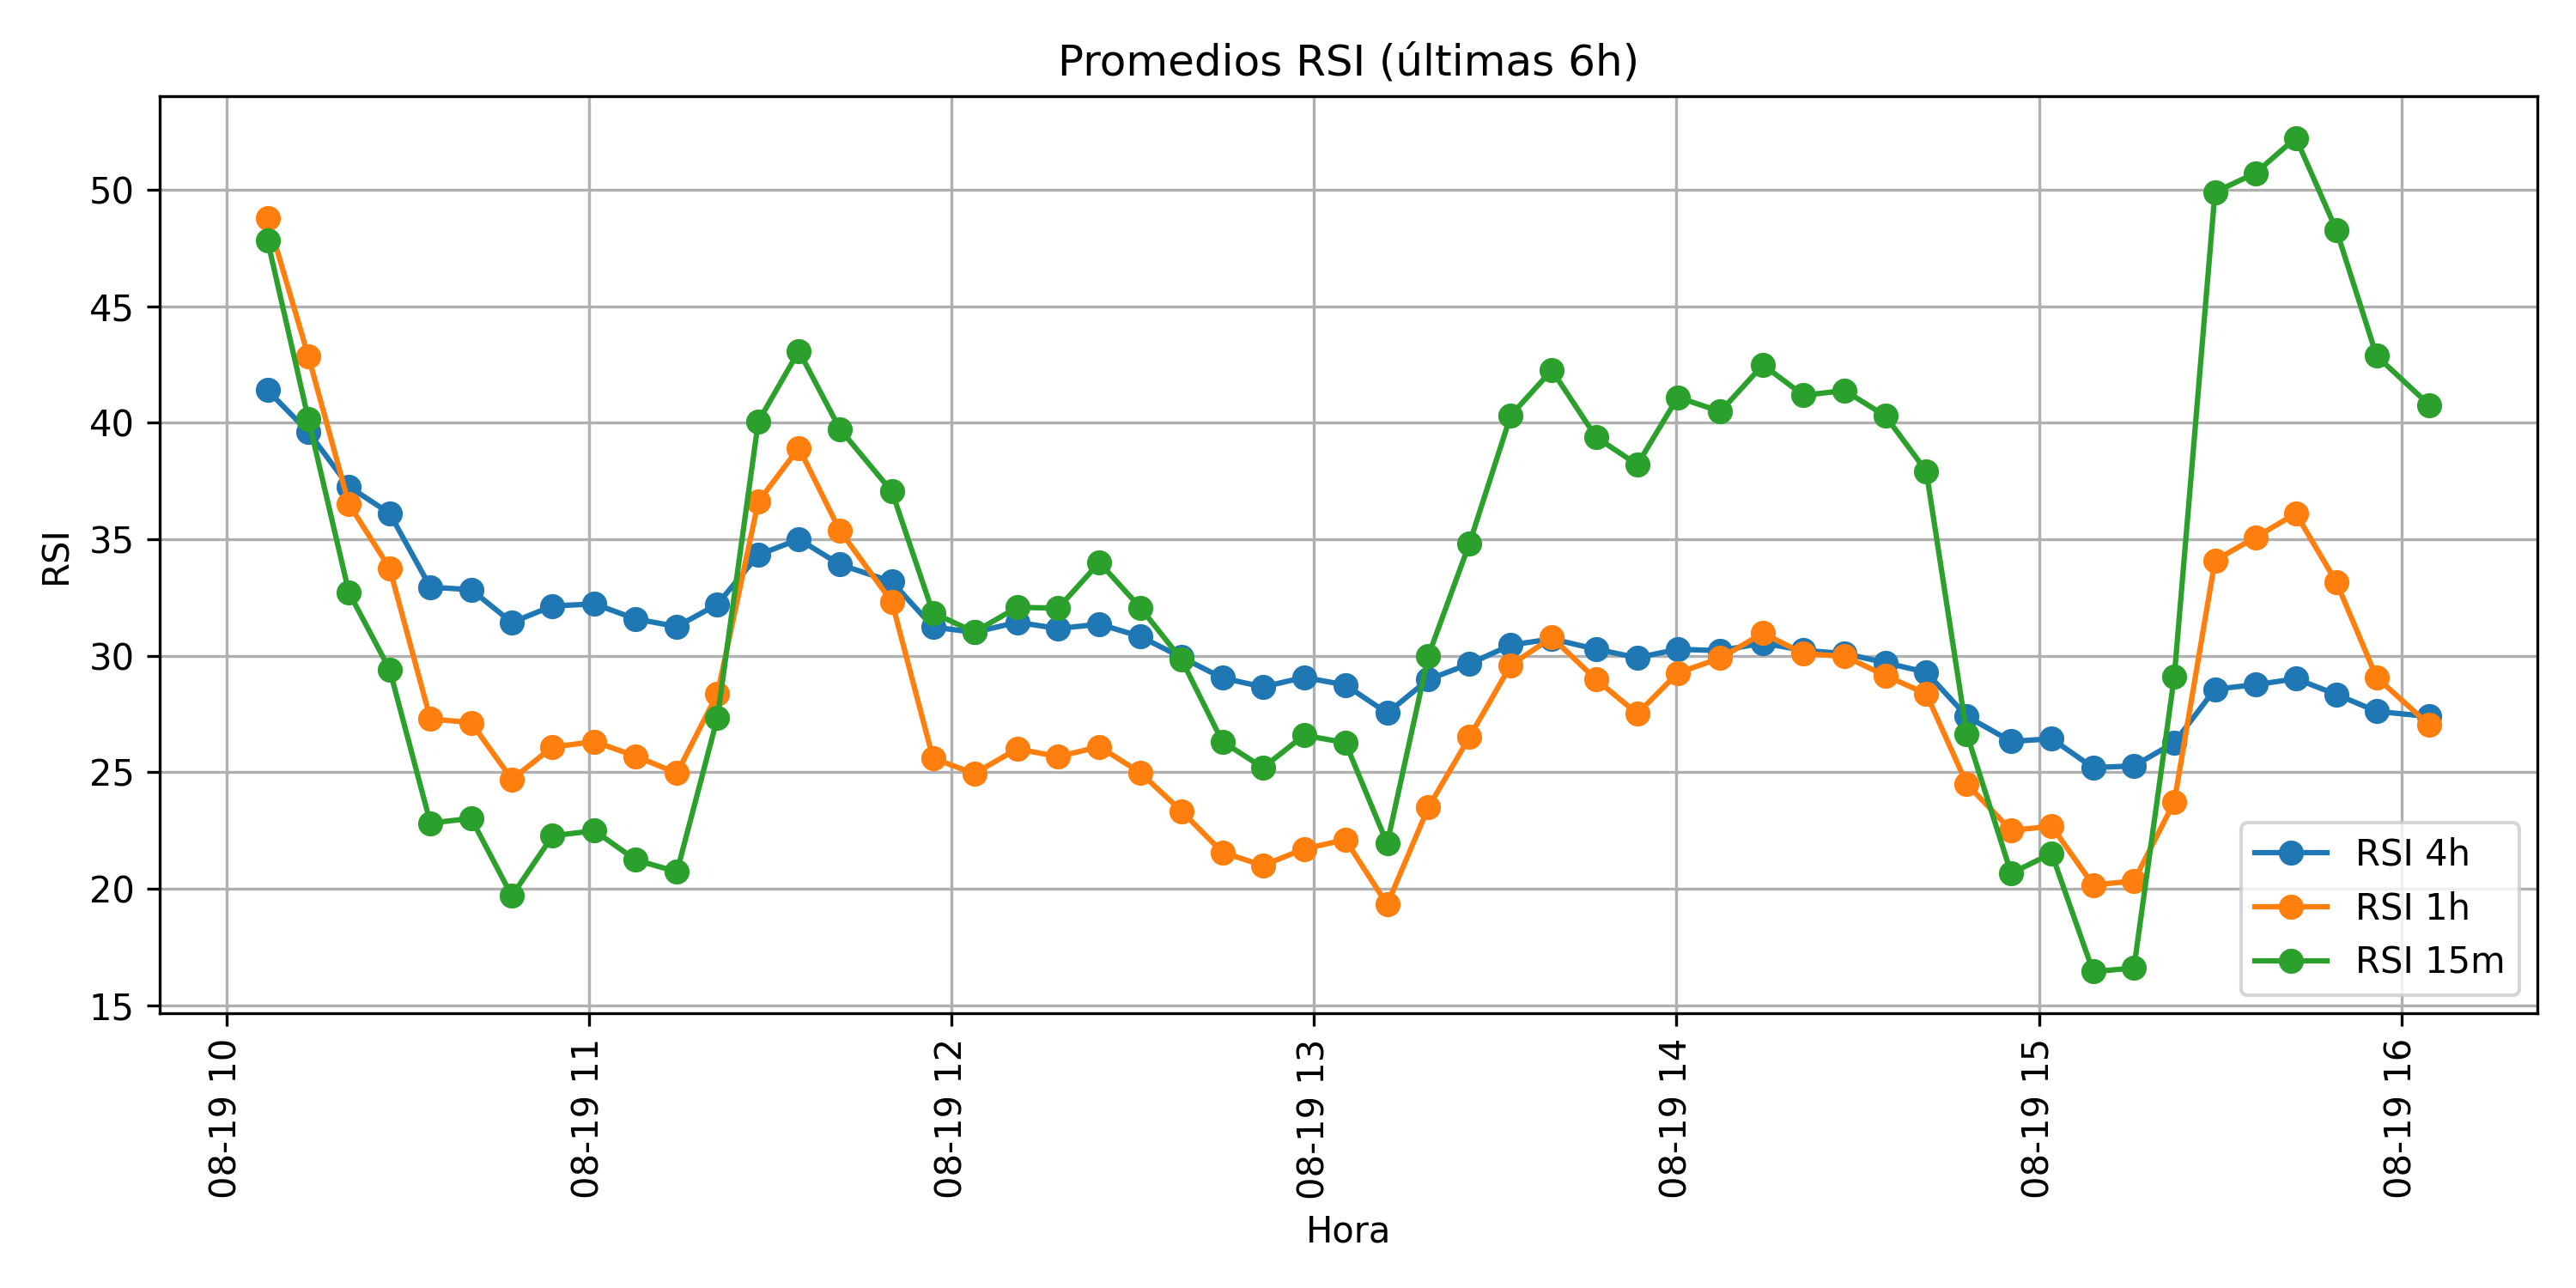 Promedios RSI (últimas 6h)
RSI
50
45
40
35
30
25
20
15
RSI 4h
RSI 1h
RSI 15m
08-19 10
08-19 11
08-19 12
08-19 13
08-19 14
08-19 15
08-19 16
Hora